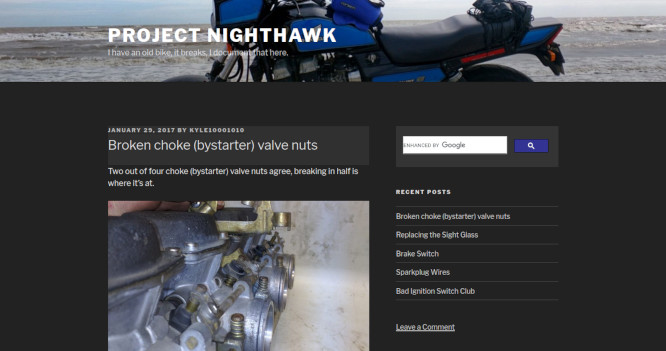 PROJECT NIGHTHAWK
I have an old bike, it breaks, I document that here.
JANUARY 29, 2017 BY KYLE10001010
Broken choke (bystarter) valve nuts
Two out of four choke (bystarter) valve nuts agree, breaking in half is
where it's at.
ENHANCED BY Google
RECENT POSTS
Broken choke (bystarter) valve nuts
Replacing the Sight Glass
Brake Switch
Sparkplug Wires
Bad Ignition Switch Club
Leave a Comment